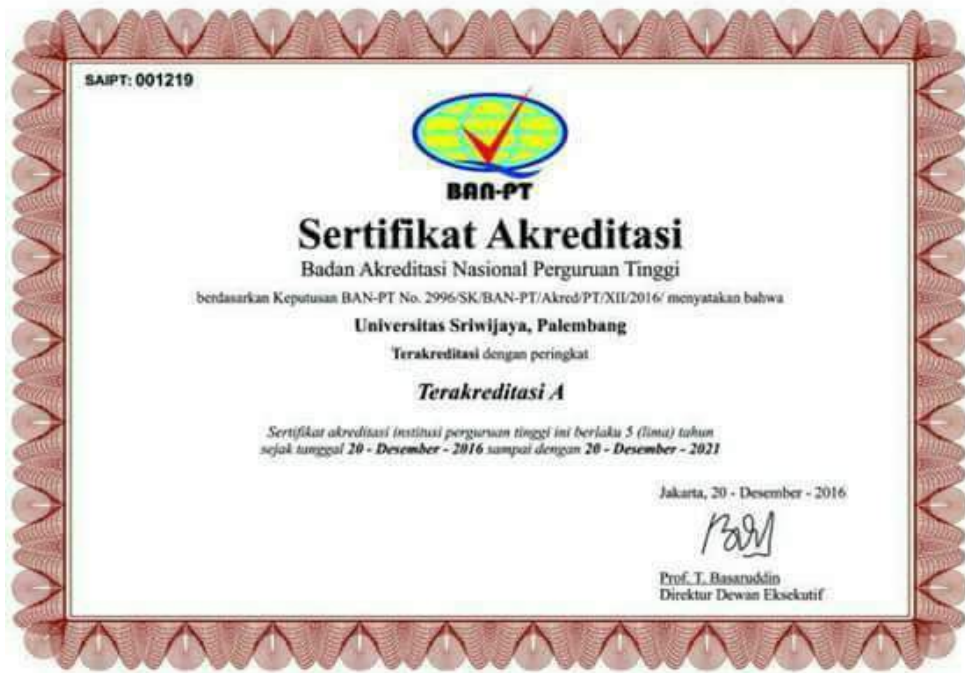 SAIPT: 001219
BAN-PT
Sertifikat Akreditasi
Badan Akreditasi Nasional Perguruan Tinggi
berdasarkan Keputusan BAN-PT No. 2996/SK/BAN-PT/Akred/PT/XII/2016/ menyatakan bahwa
Universitas Sriwijaya, Palembang
Terakreditasi dengan peringkat
Terakreditasi A
Sertifikat akreditasi institusi perguruan tinggi ini berlaku 5 (lima) tahun
sejak tanggal 20 - Desember - 2016 sampai dengan 20 - Desember - 2021
Jakarta, 20 - Desember - 2016
Prof. T. Basaruddin
Direktur Dewan Eksekutif